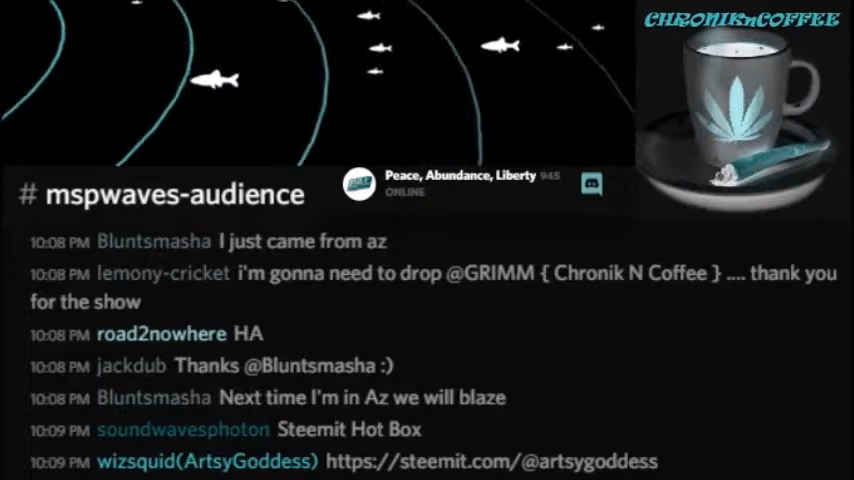 CHRONIKnCOFFEE
Peace, Abundance, Liberty 945
ONLINE
# mspwaves-audience
10:08 PM Bluntsmasha I just came from az
10:08 PM lemony-cricket i'm gonna need to drop @GRIMM { Chronik N Coffee } .... thank you
for the show
10:08 PM road2nowhere HA
10:08 PM jackdub Thanks @Bluntsmasha :)
10:08 PM Bluntsmasha Next time I'm in Az we will blaze
10:09 PM soundwavesphoton Steemit Hot Box
10:09 PM wizsquid(ArtsyGoddess) https://steemit.com/@artsygoddess